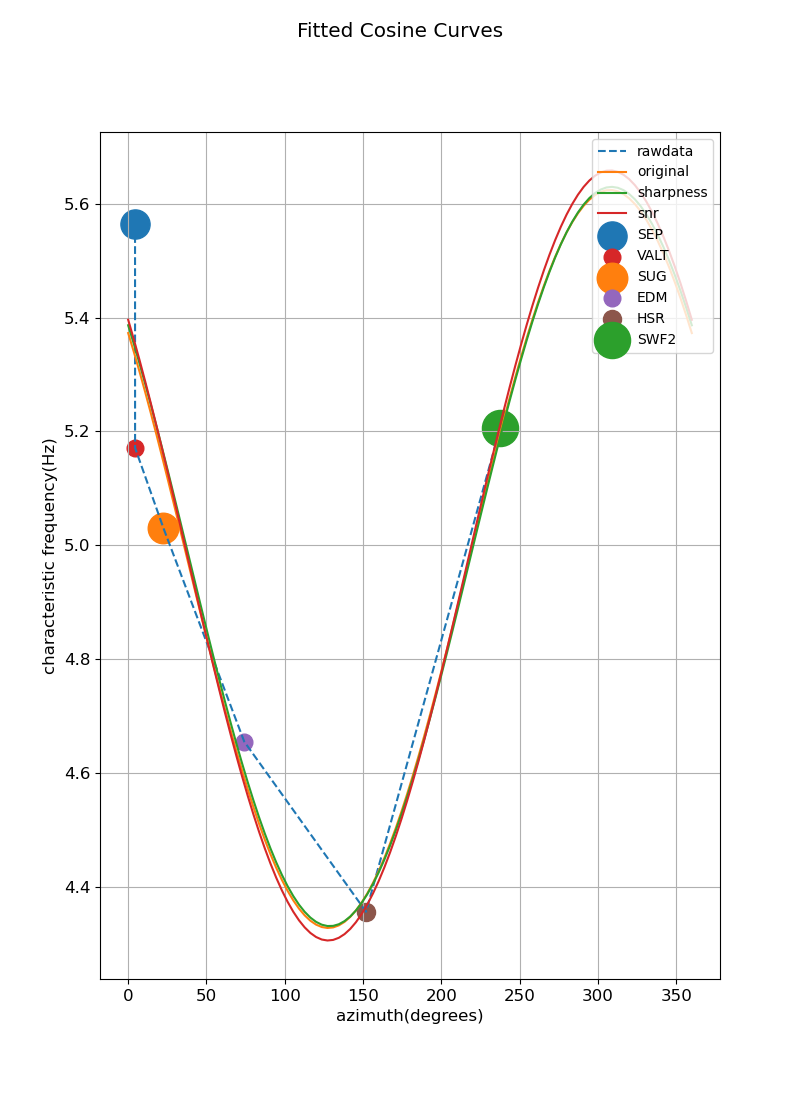 Fitted Cosine Curves
rawdata
original
sharpness
snr
SEP
VALT
SUG
EDM
HSR
SWF2
5.6
5.4
5.2
5.0
4.8
4.6
4.4
characteristic frequency(Hz)
0 50 100 150 200 250 300 350
azimuth(degrees)